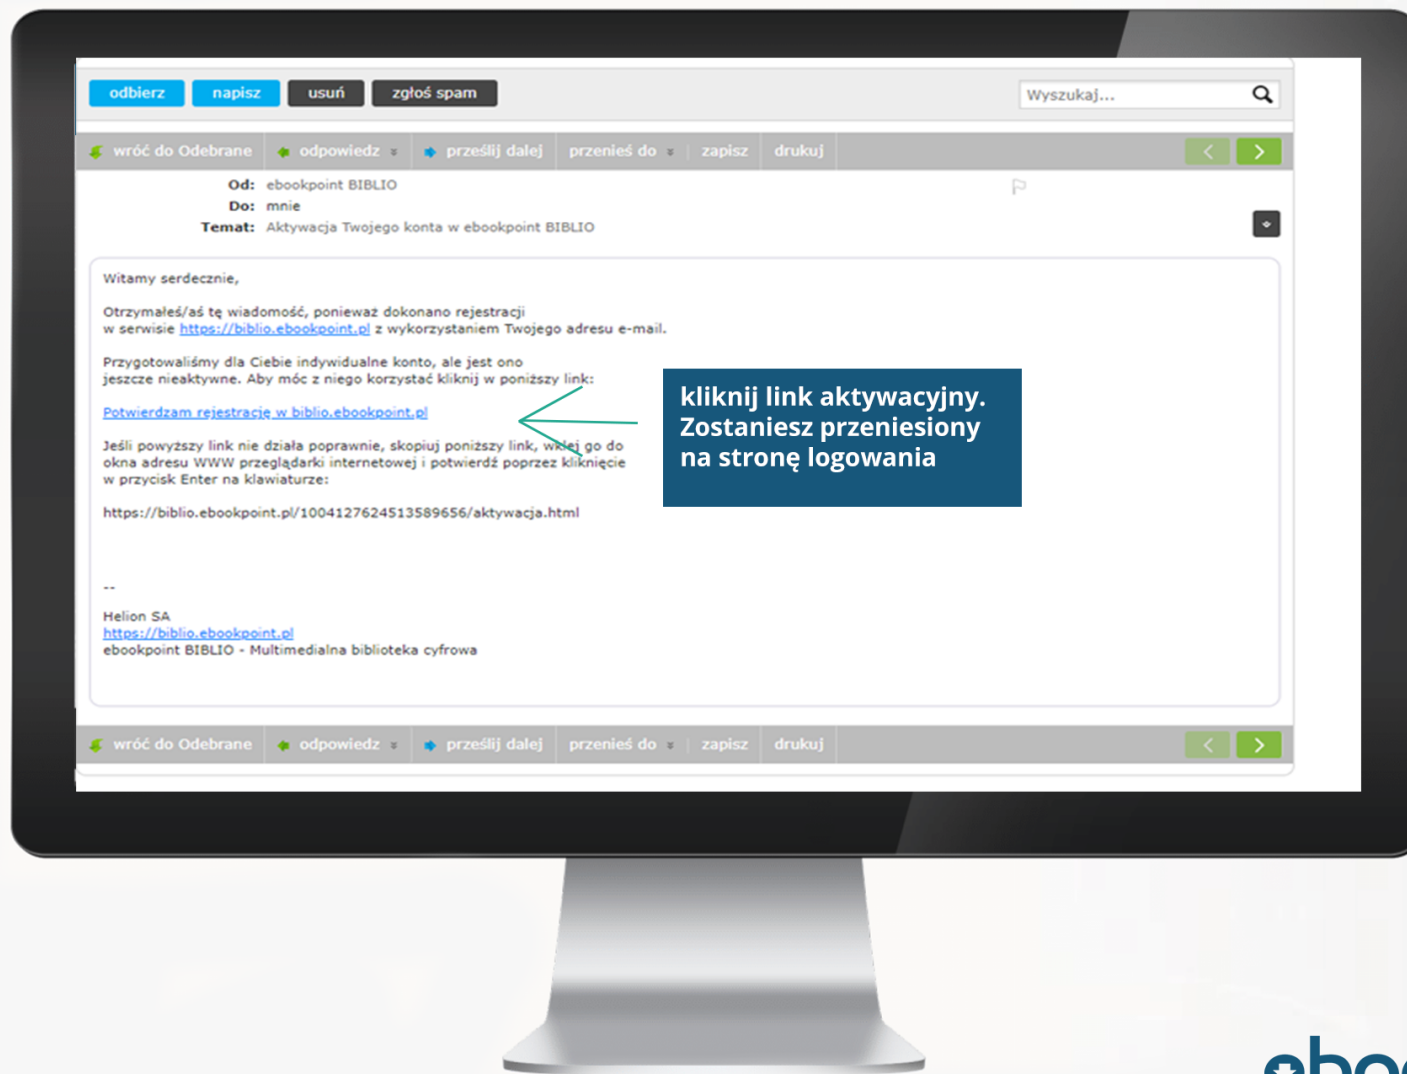 odbierz napisz usuń zgłoś spam Wyszukaj...
wróć do Odebrane odpowiedz prześlij dalej przenieś do zapisz drukuj
Od: ebookpoint BIBLIO
Do: mnie
Temat: Aktywacja Twojego konta w ebookpoint BIBLIO
Witamy serdecznie,
Otrzymałeś/aś tę wiadomość, ponieważ dokonano rejestracji
w serwisie https://biblio.ebookpoint.pl z wykorzystaniem Twojego adresu e-mail.
Przygotowaliśmy dla Ciebie indywidualne konto, ale jest ono
jeszcze nieaktywne. Aby móc z niego korzystać kliknij w poniższy link:
Potwierdzam rejestrację w biblio.ebookpoint.pl
kliknij link aktywacyjny.
Zostaniesz przeniesiony
na stronę logowania
Jeśli powyższy link nie działa poprawnie, skopiuj poniższy link, wklej go do
okna adresu WWW przeglądarki internetowej i potwierdź poprzez kliknięcie
w przycisk Enter na klawiaturze:
https://biblio.ebookpoint.pl/1004127624513589656/aktywacja.html
--
Helion SA
https://biblio.ebookpoint.pl
ebookpoint BIBLIO - Multimedialna biblioteka cyfrowa
wróć do Odebrane odpowiedz prześlij dalej przenieś do zapisz drukuj